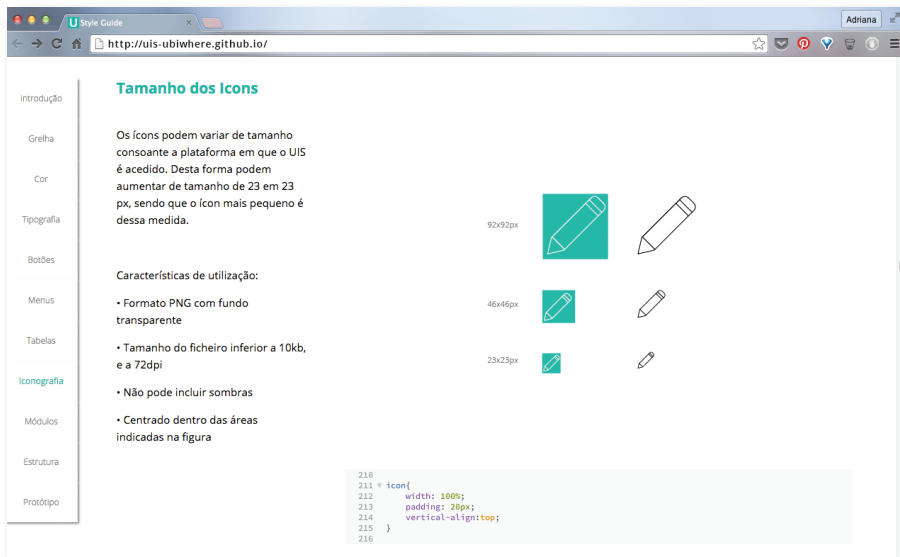 U Style Guide ×
Adriana
http://uis-ubiwhere.github.io/
Introdução
Grelha
Cor
Tipografia
Botões
Menus
Tabelas
Iconografia
Módulos
Estrutura
Protótipo
Tamanho dos Icons
Os ícons podem variar de tamanho
consoante a plataforma em que o UIS
é acedido. Desta forma podem
aumentar de tamanho de 23 em 23
px, sendo que o ícon mais pequeno é
dessa medida.
Características de utilização:
• Formato PNG com fundo
transparente
• Tamanho do ficheiro inferior a 10kb,
e a 72dpi
• Não pode incluir sombras
• Centrado dentro das áreas
indicadas na figura
92x92px
46x46px
23x23px
210
211 icon{
212 width: 100%;
213 padding: 20px;
214 vertical-align:top;
215 }
216